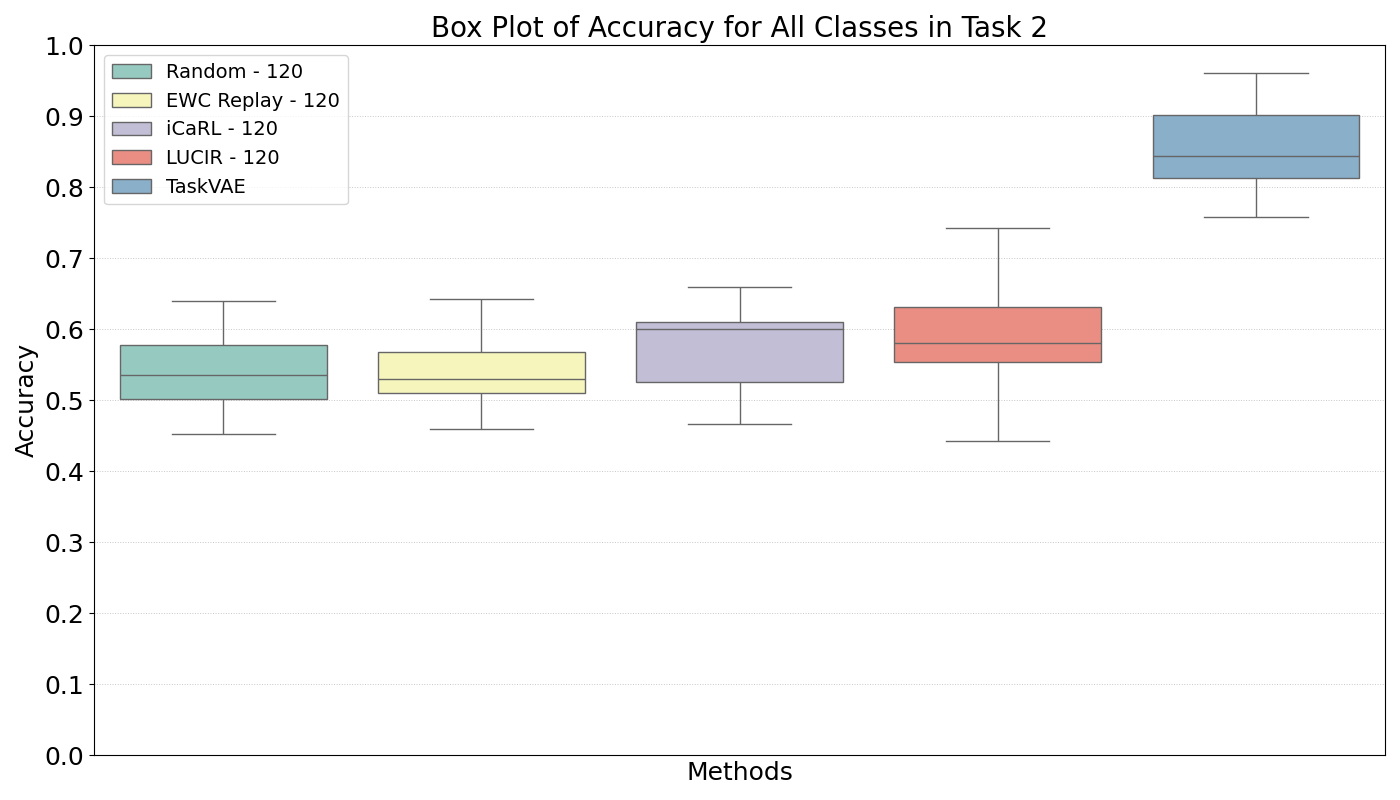 Box Plot of Accuracy for All Classes in Task 2
Random - 120
EWC Replay - 120
iCaRL - 120
LUCIR - 120
TaskVAE
1.0
0.9
0.8
0.7
0.6
0.5
0.4
0.3
0.2
0.1
0.0
Accuracy
Methods